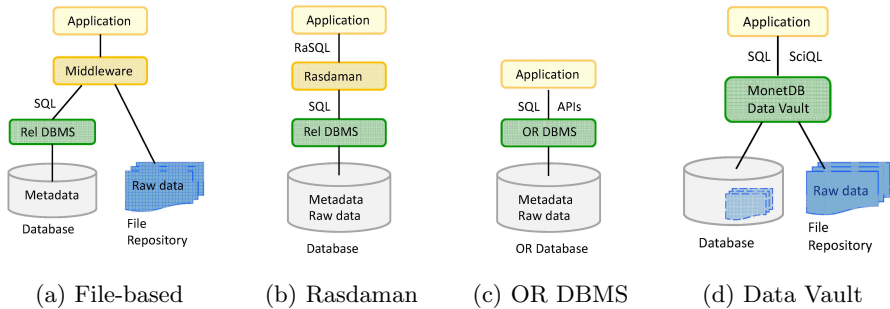 Application
Middleware
SQL
Rel DBMS
Metadata
Raw data
Database
File
Repository
(a) File-based
Application
RaSQL
Rasdaman
SQL
Rel DBMS
Metadata
Raw data
Database
(b) Rasdaman
Application
SQL APIs
OR DBMS
Metadata
Raw data
OR Database
(c) OR DBMS
Application
SQL SciQL
MonetDB
Data Vault
Raw data
Database
File
Repository
(d) Data Vault